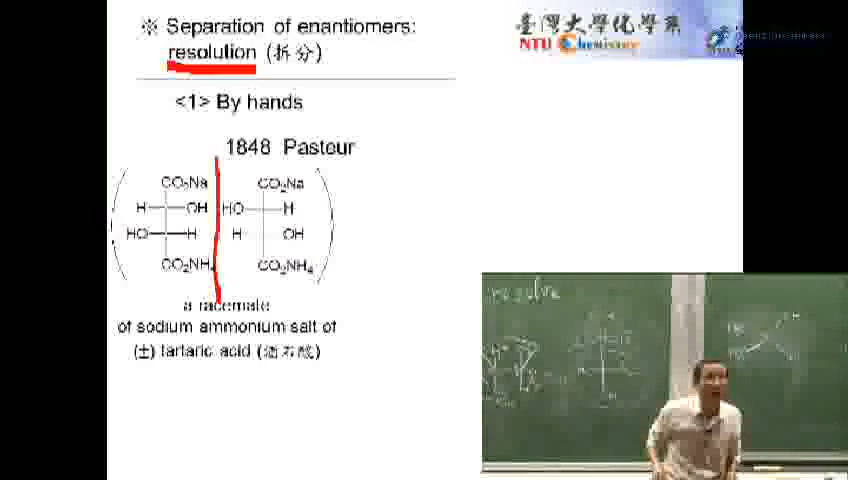 ※ Separation of enantiomers:
resolution (拆分)
臺灣大學化學系
NTU Chemistry
<1> By hands
1848 Pasteur
CO2Na CO2Na
H OH HO H
HO H H OH
CO2NH4 CO2NH4
a racemate
of sodium ammonium salt of
(±) tartaric acid (酒石酸)
resolve